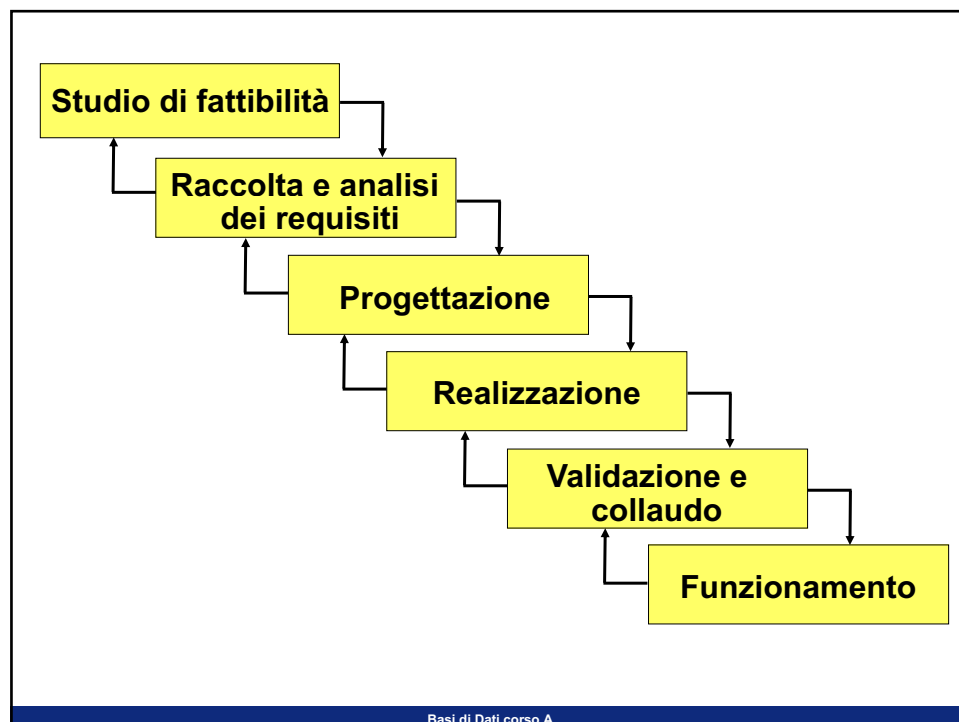 Studio di fattibilità
Raccolta e analisi
dei requisiti
Progettazione
Realizzazione
Validazione e
collaudo
Funzionamento
Basi di Dati corso A